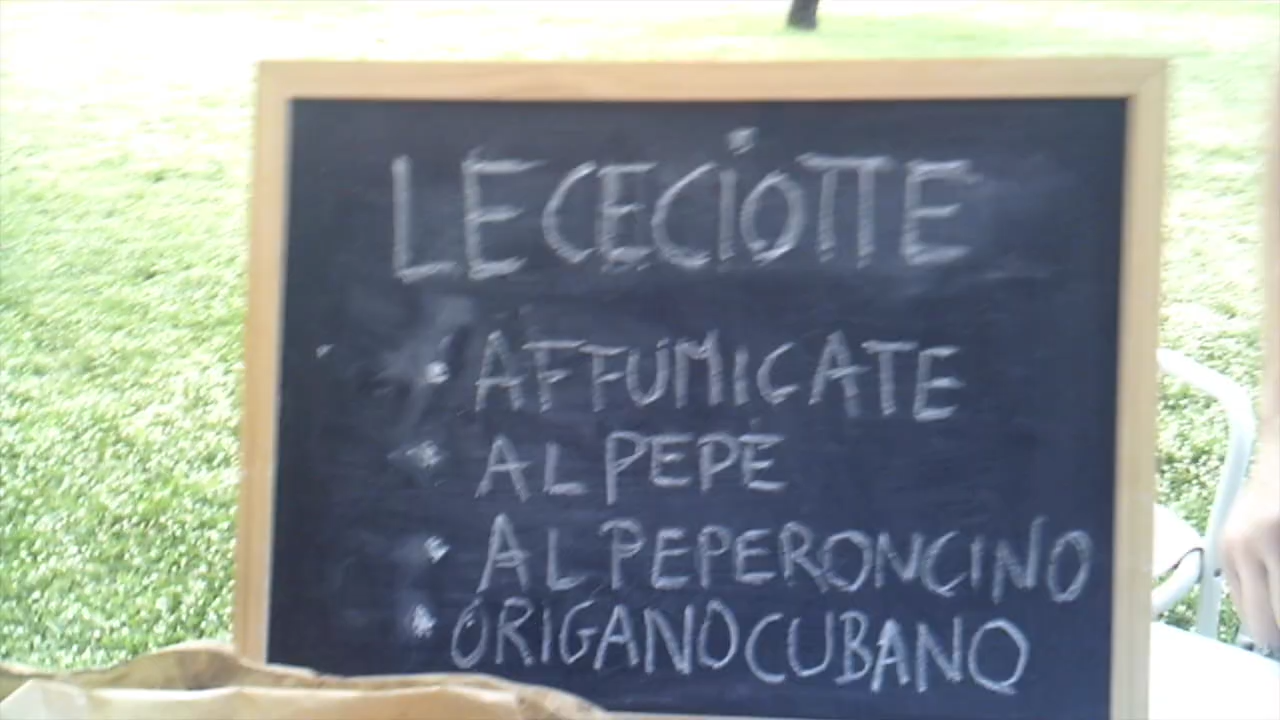 LE CECIOTTE
• AFFUMICATE
• AL PEPE
• AL PEPERONCINO
• ORIGANO CUBANO